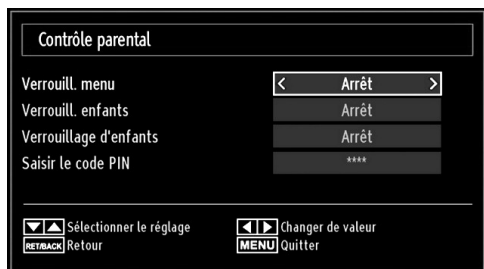 Contrôle parental
Verrouill. menu < Arrêt >
Verrouill. enfants Arrêt
Verrouillage d'enfants Arrêt
Saisir le code PIN ****
Sélectionner le réglage Changer de valeur
RET/BACK Retour MENU Quitter